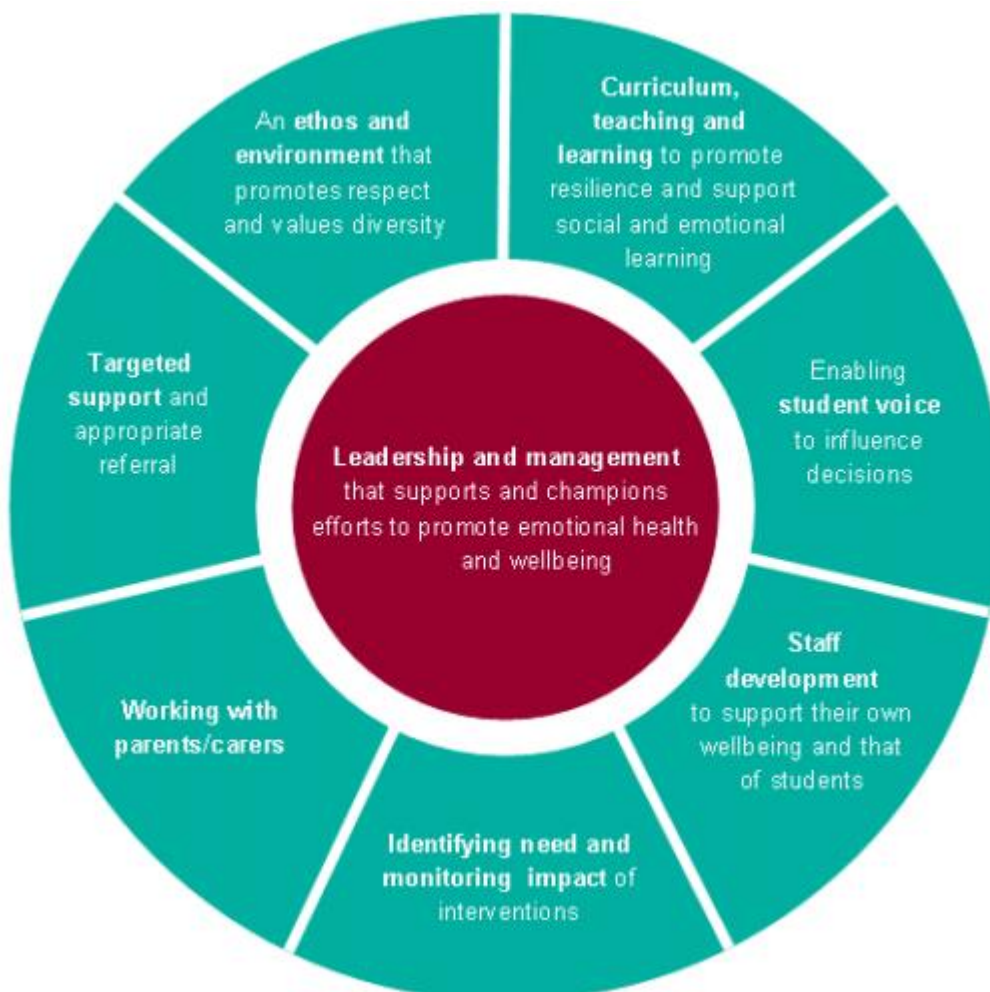 An ethos and
environment that
promotes respect
and values diversity
Curriculum,
teaching and
learning to promote
resilience and support
social and emotional
learning
Enabling
student voice
to influence
decisions
Staff
development
to support their own
wellbeing and that
of students
Identifying need and
monitoring impact of
interventions
Working with
parents/carers
Targeted
support and
appropriate
referral
Leadership and management
that supports and champions
efforts to promote emotional health
and wellbeing